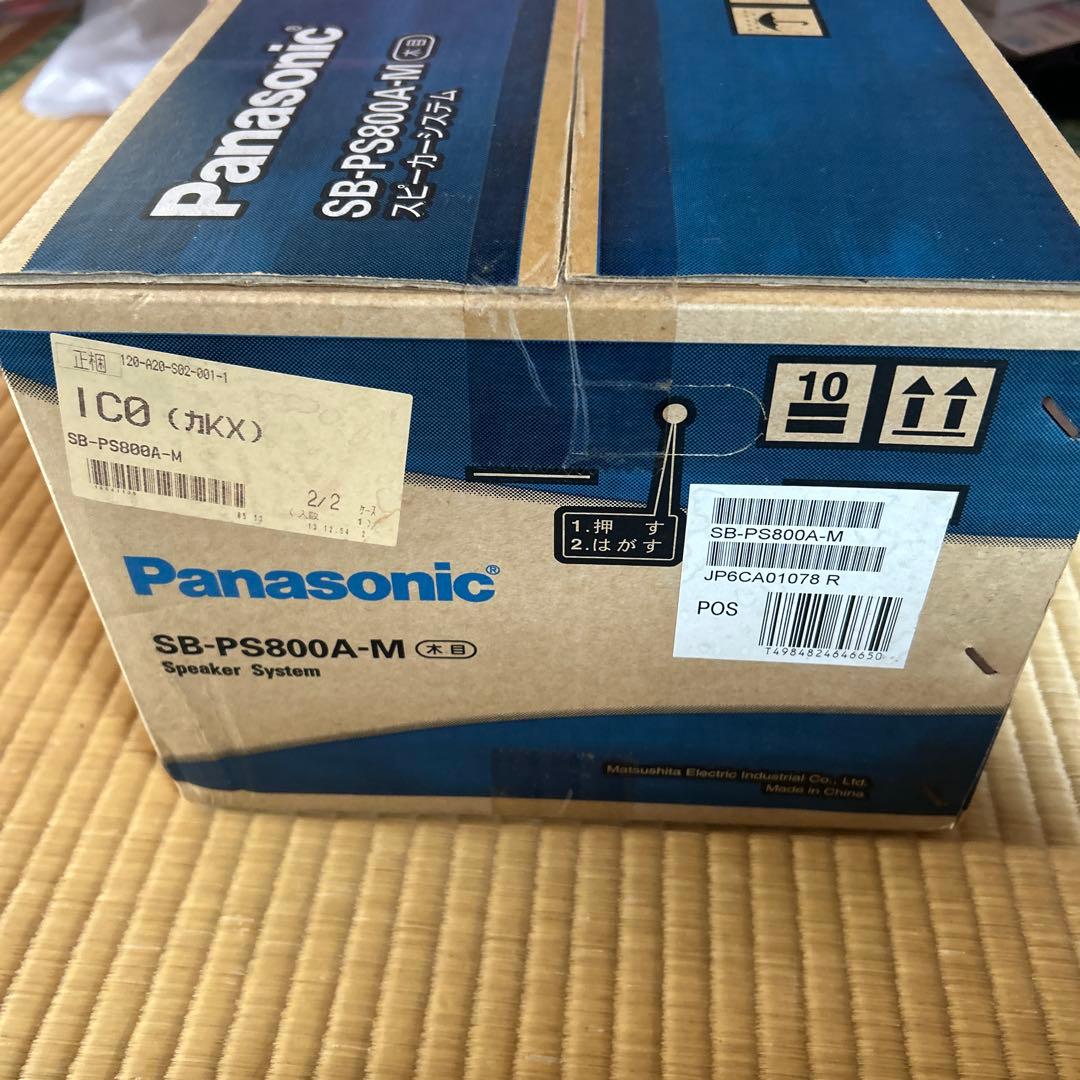 Panasonic
SB-PS800A-M 木目
スピーカーシステム
正梱 120-A20-S02-001-1
IC0 (カKX)
SB-PS800A-M
2/2
13 12.04
10
1.押 す
2.はがす
SB-PS800A-M
JP6CA01078 R
POS
T4984824646650
Panasonic®
SB-PS800A-M 木目
Speaker System
Matsushita Electric Industrial Co., Ltd.
Made in China